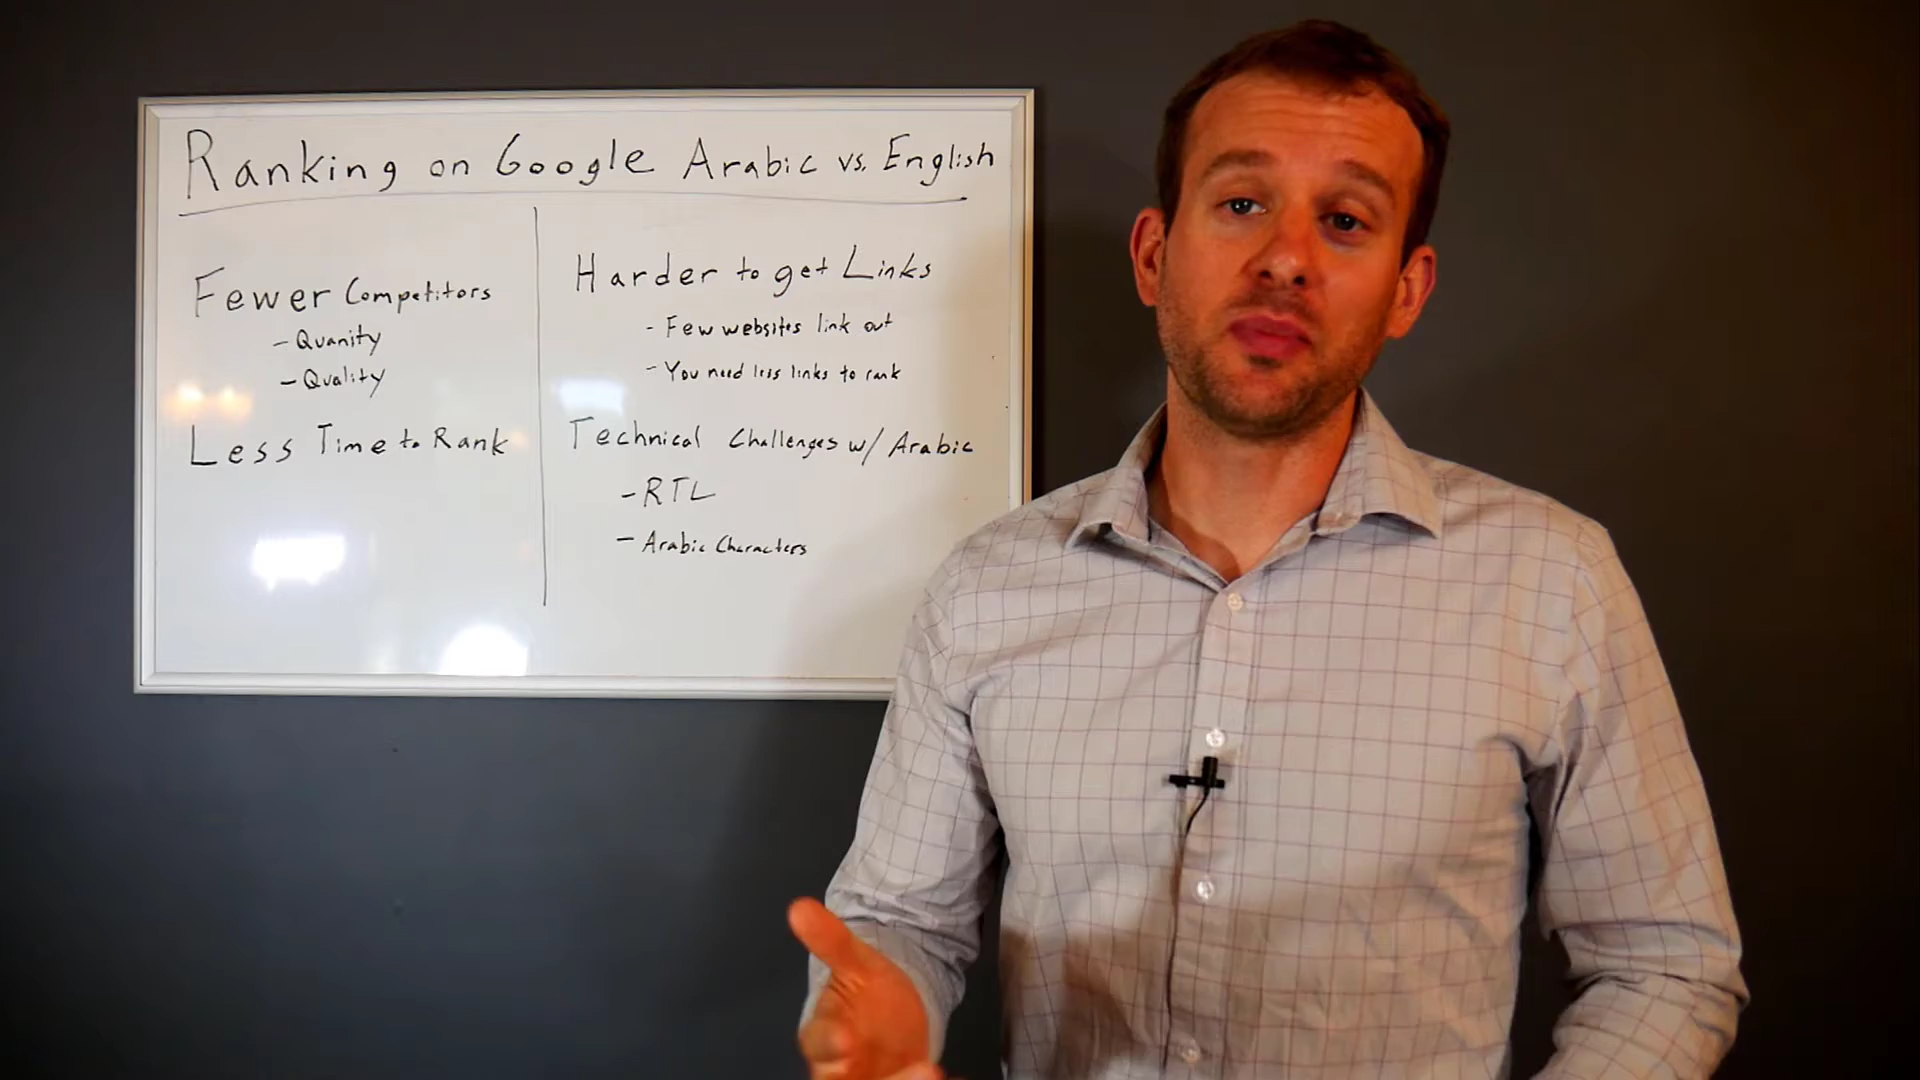 Ranking on Google Arabic vs. English
Fewer Competitors
- Quanity
- Quality
Less Time to Rank
Harder to get Links
- Few websites link out
- You need less links to rank
Technical Challenges w/ Arabic
- RTL
- Arabic Characters